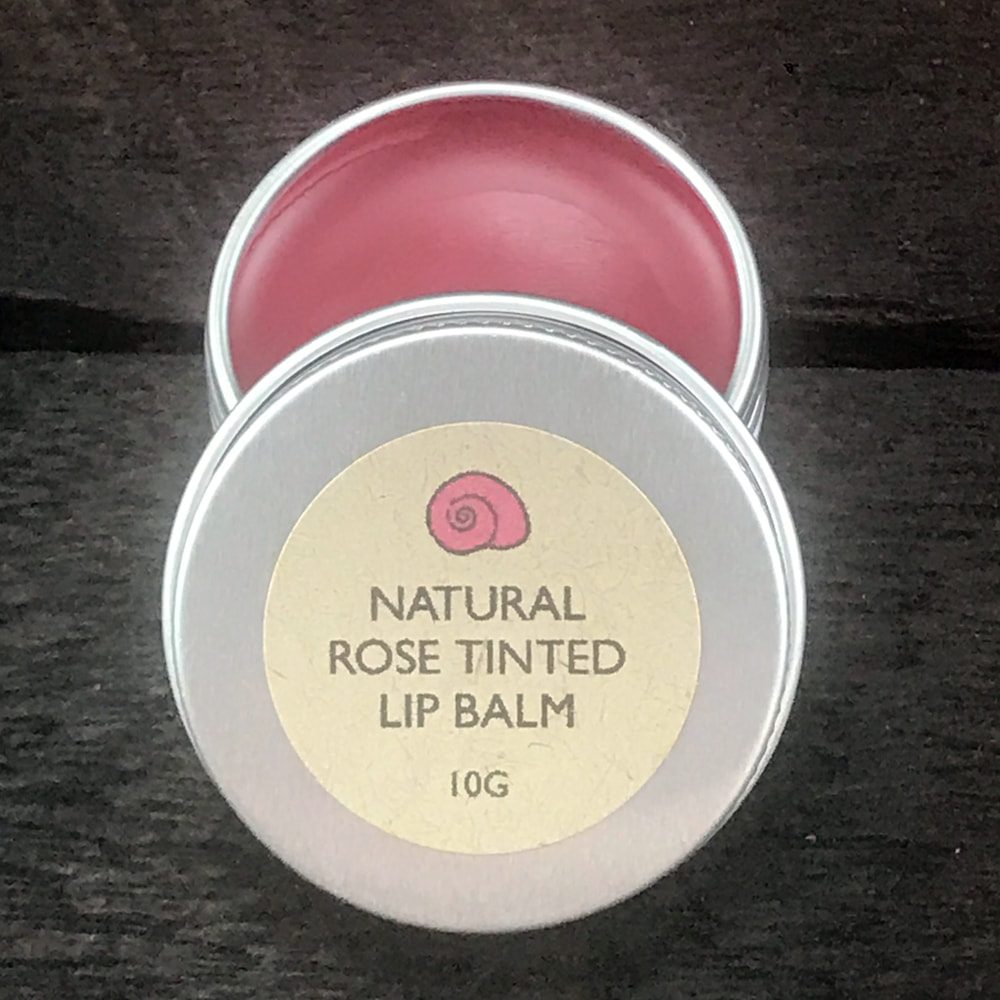 NATURAL
ROSE TINTED
LIP BALM
10G